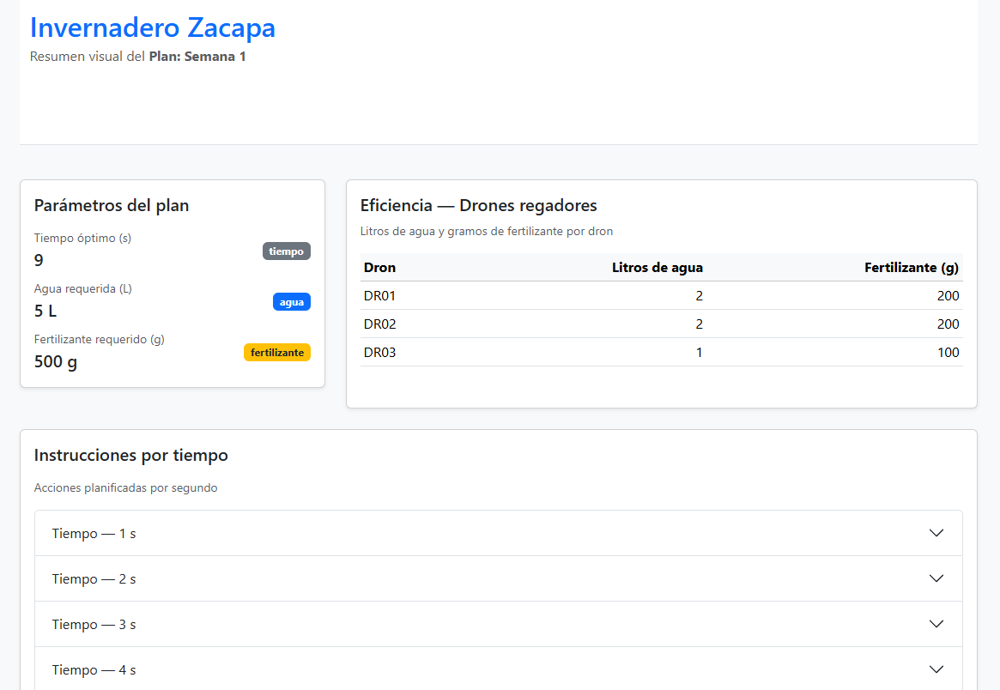 Invernadero Zacapa
Resumen visual del Plan: Semana 1
Parámetros del plan
Tiempo óptimo (s)
9
tiempo
Agua requerida (L)
5 L
agua
Fertilizante requerido (g)
500 g
fertilizante
Eficiencia — Drones regadores
Litros de agua y gramos de fertilizante por dron
Dron Litros de agua Fertilizante (g)
DR01 2 200
DR02 2 200
DR03 1 100
Instrucciones por tiempo
Acciones planificadas por segundo
Tiempo — 1 s
Tiempo — 2 s
Tiempo — 3 s
Tiempo — 4 s